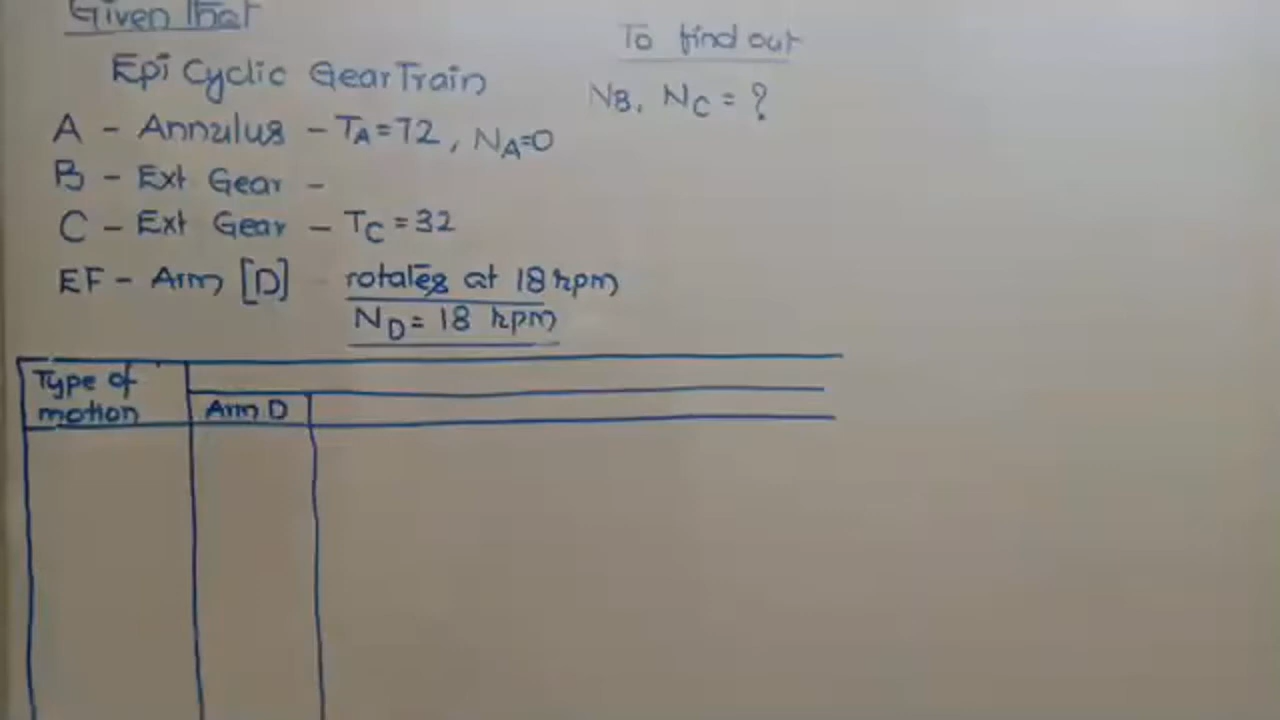 Given That
To find out
Epi Cyclic Gear Train
NB, NC = ?
A - Annulus - TA=72, NA=0
B - Ext Gear -
C - Ext Gear - TC = 32
EF - Arm [D] rotates at 18 rpm
ND = 18 rpm
Type of
motion
Arm D